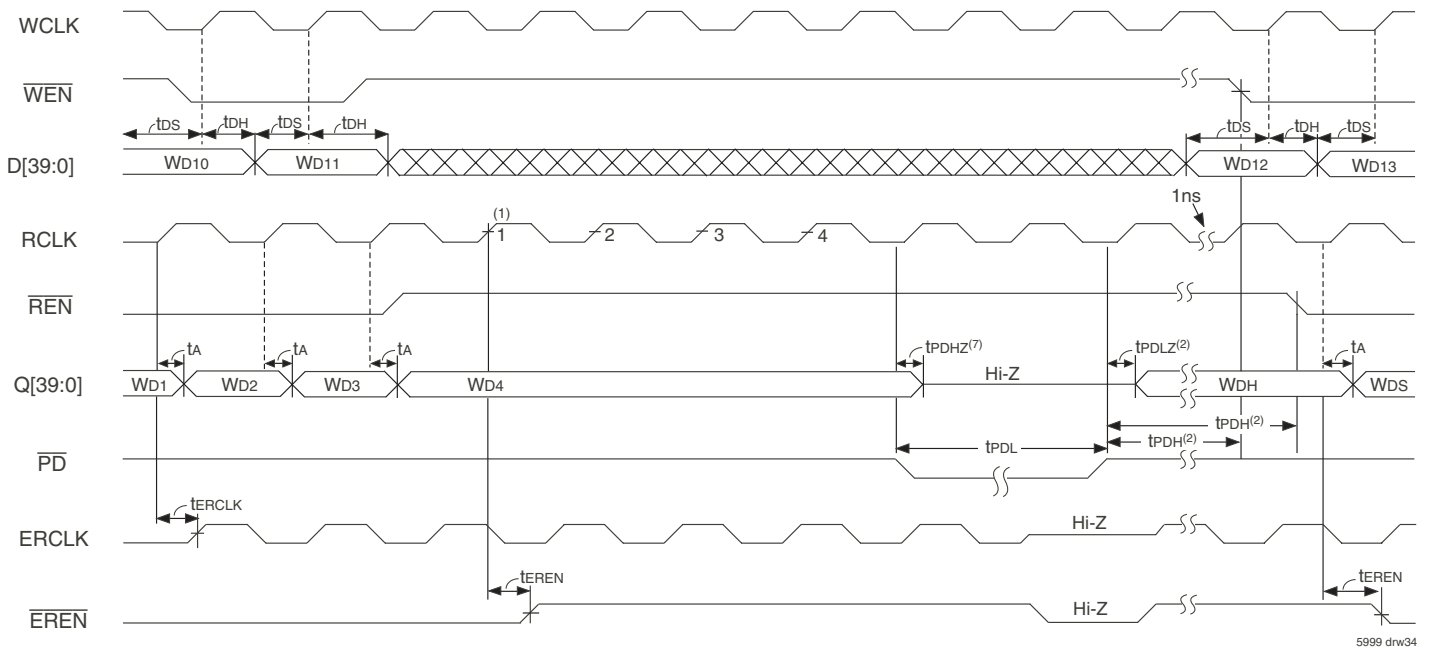 WCLK
WEN
tDS tDH tDS tDH tDS tDH tDS
D[39:0] WD10 WD11 WD12 WD13
1ns
(1)
RCLK 1 2 3 4
REN
tA tA tA tPDHZ(7) tPDLZ(2) tA
Q[39:0] WD1 WD2 WD3 WD4 Hi-Z WDH WDS
tPDH(2)
tPDL tPDH(2)
PD
tERCLK
ERCLK Hi-Z
tEREN tEREN
EREN Hi-Z
5999 drw34